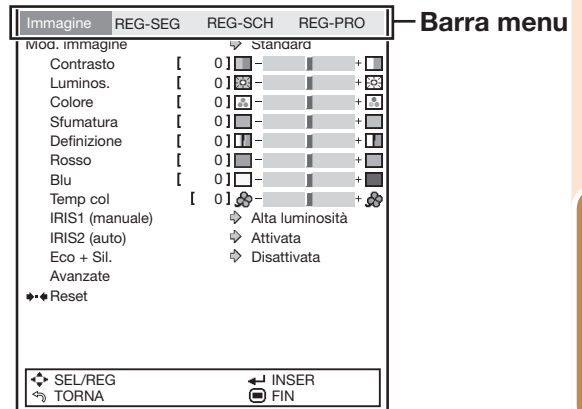 Immagine REG-SEG REG-SCH REG-PRO Barra menu
Mod. immagine Standard
Contrasto [ 0 ] - +
Luminos. [ 0 ] - +
Colore [ 0 ] - +
Sfumatura [ 0 ] - +
Definizione [ 0 ] - +
Rosso [ 0 ] - +
Blu [ 0 ] - +
Temp col [ 0 ] - +
IRIS1 (manuale) Alta luminosità
IRIS2 (auto) Attivata
Eco + Sil. Disattivata
Avanzate
Reset
SEL/REG INSER
TORNA FIN